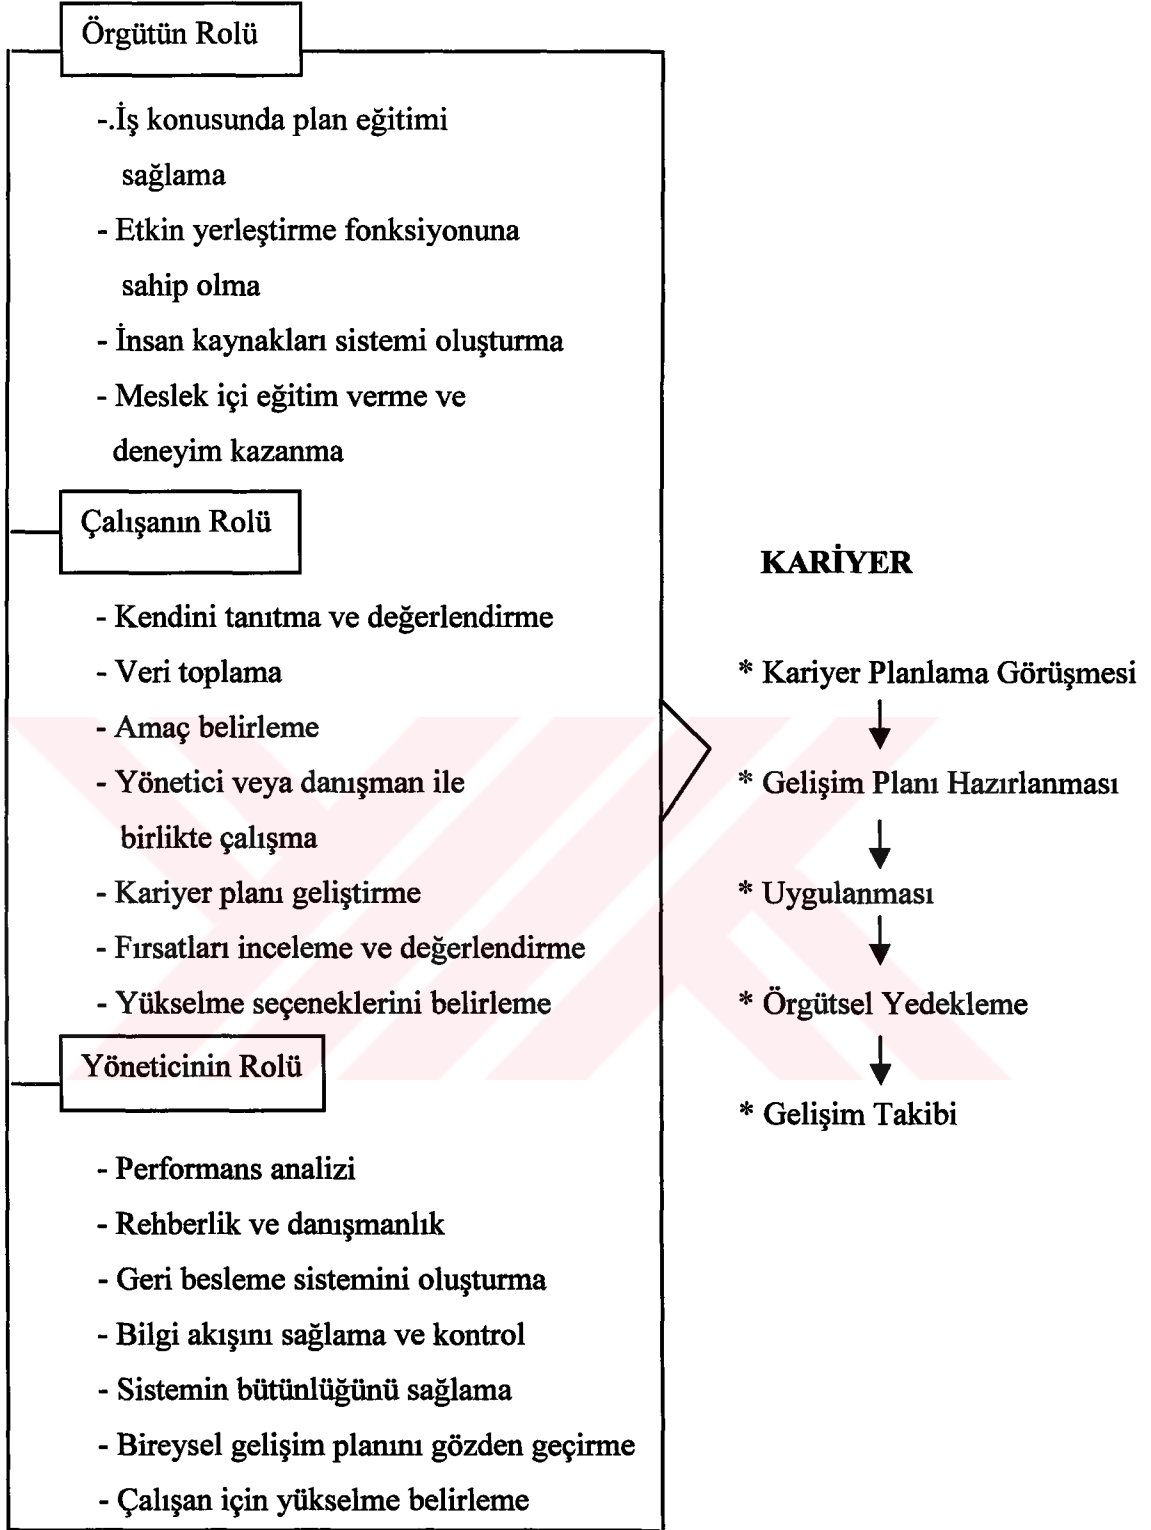 Örgütün Rolü
-.İş konusunda plan eğitimi
sağlama
- Etkin yerleştirme fonksiyonuna
sahip olma
- İnsan kaynakları sistemi oluşturma
- Meslek içi eğitim verme ve
deneyim kazanma
Çalışanın Rolü
- Kendini tanıtma ve değerlendirme
- Veri toplama
- Amaç belirleme
- Yönetici veya danışman ile
birlikte çalışma
- Kariyer planı geliştirme
- Fırsatları inceleme ve değerlendirme
- Yükselme seçeneklerini belirleme
Yöneticinin Rolü
- Performans analizi
- Rehberlik ve danışmanlık
- Geri besleme sistemini oluşturma
- Bilgi akışını sağlama ve kontrol
- Sistemin bütünlüğünü sağlama
- Bireysel gelişim planını gözden geçirme
- Çalışan için yükselme belirleme
KARİYER
* Kariyer Planlama Görüşmesi
* Gelişim Planı Hazırlanması
* Uygulanması
* Örgütsel Yedekleme
* Gelişim Takibi